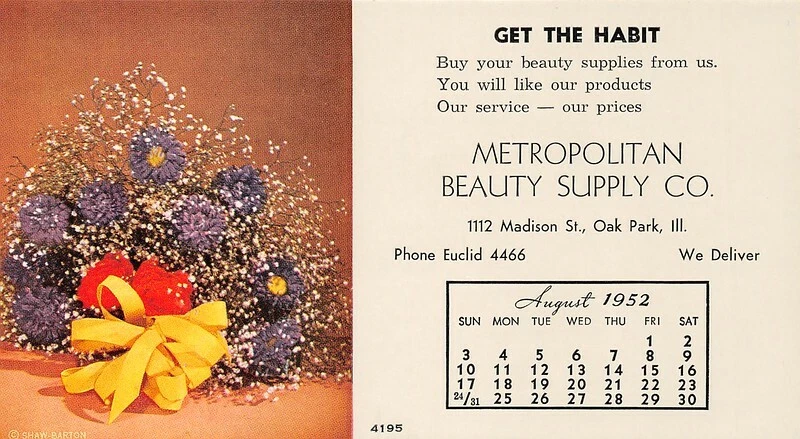 GET THE HABIT
Buy your beauty supplies from us.
You will like our products
Our service — our prices
METROPOLITAN
BEAUTY SUPPLY CO.
1112 Madison St., Oak Park, Ill.
Phone Euclid 4466 We Deliver
August 1952
SUN MON TUE WED THU FRI SAT
1 2
3 4 5 6 7 8 9
10 11 12 13 14 15 16
17 18 19 20 21 22 23
24/31 25 26 27 28 29 30
4195
© SHAW-BARTON